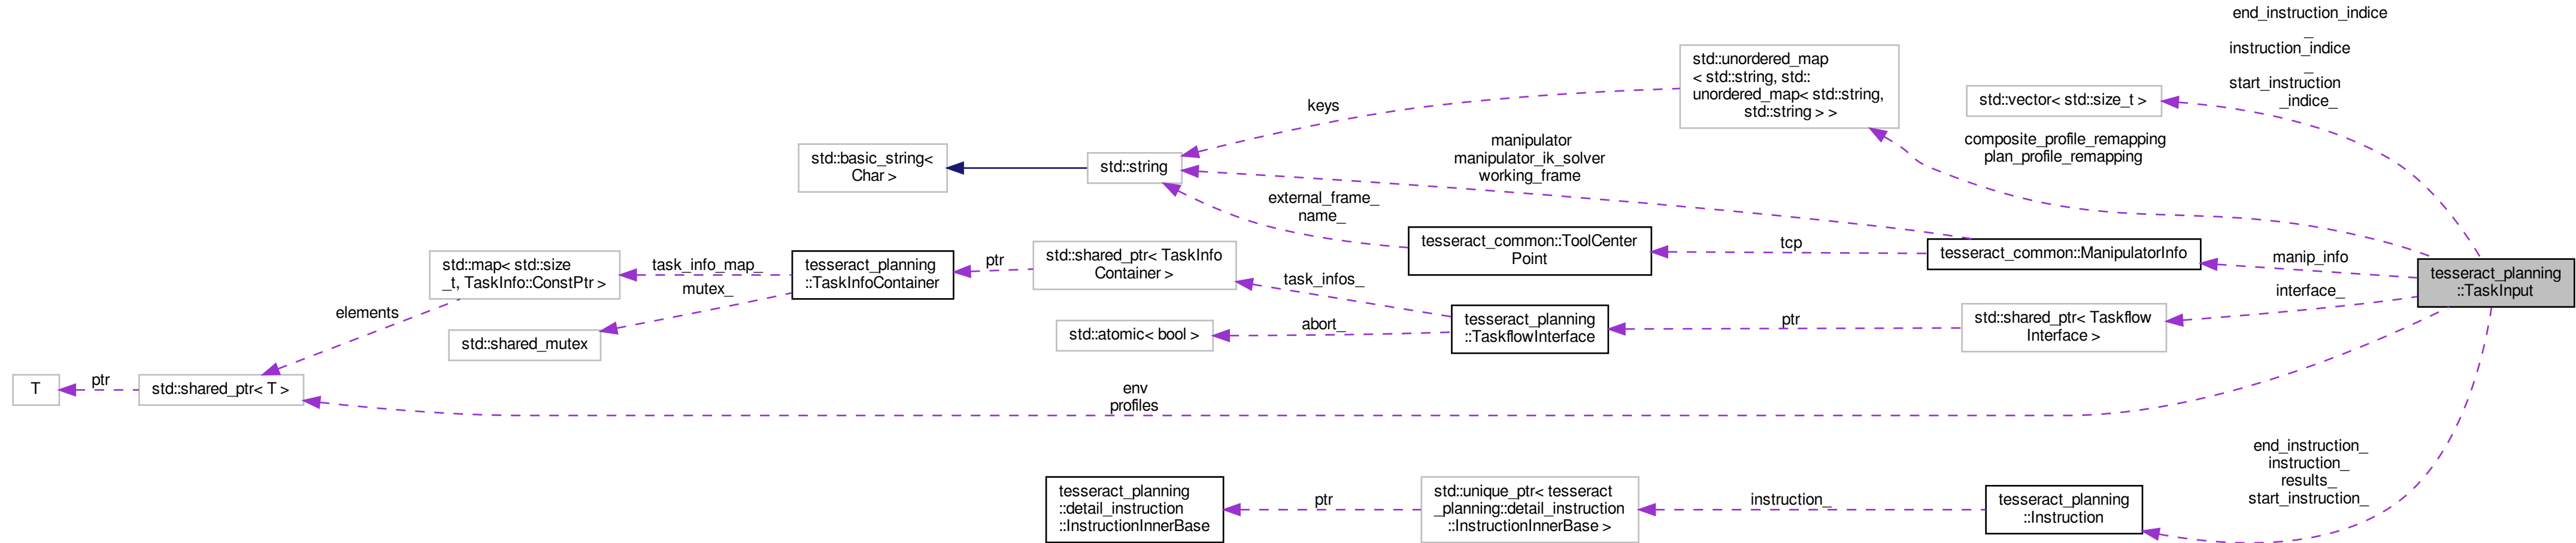 end_instruction_indice
_
instruction_indice
_
start_instruction
_indice_
std::unordered_map
< std::string, std::
unordered_map< std::string,
std::string > >
std::vector< std::size_t >
keys
composite_profile_remapping
plan_profile_remapping
manipulator
manipulator_ik_solver
working_frame
std::basic_string<
Char >
std::string
external_frame_
name_
tesseract_common::ToolCenter
Point
tcp
tesseract_common::ManipulatorInfo
manip_info
tesseract_planning
::TaskInput
std::map< std::size
_t, TaskInfo::ConstPtr >
task_info_map_
mutex_
tesseract_planning
::TaskInfoContainer
ptr
std::shared_ptr< TaskInfo
Container >
task_infos_
interface_
elements
std::shared_mutex
std::atomic< bool >
abort_
tesseract_planning
::TaskflowInterface
ptr
std::shared_ptr< Taskflow
Interface >
T
ptr
std::shared_ptr< T >
env
profiles
end_instruction_
instruction_
results_
start_instruction_
tesseract_planning
::detail_instruction
::InstructionInnerBase
ptr
std::unique_ptr< tesseract
_planning::detail_instruction
::InstructionInnerBase >
instruction_
tesseract_planning
::Instruction